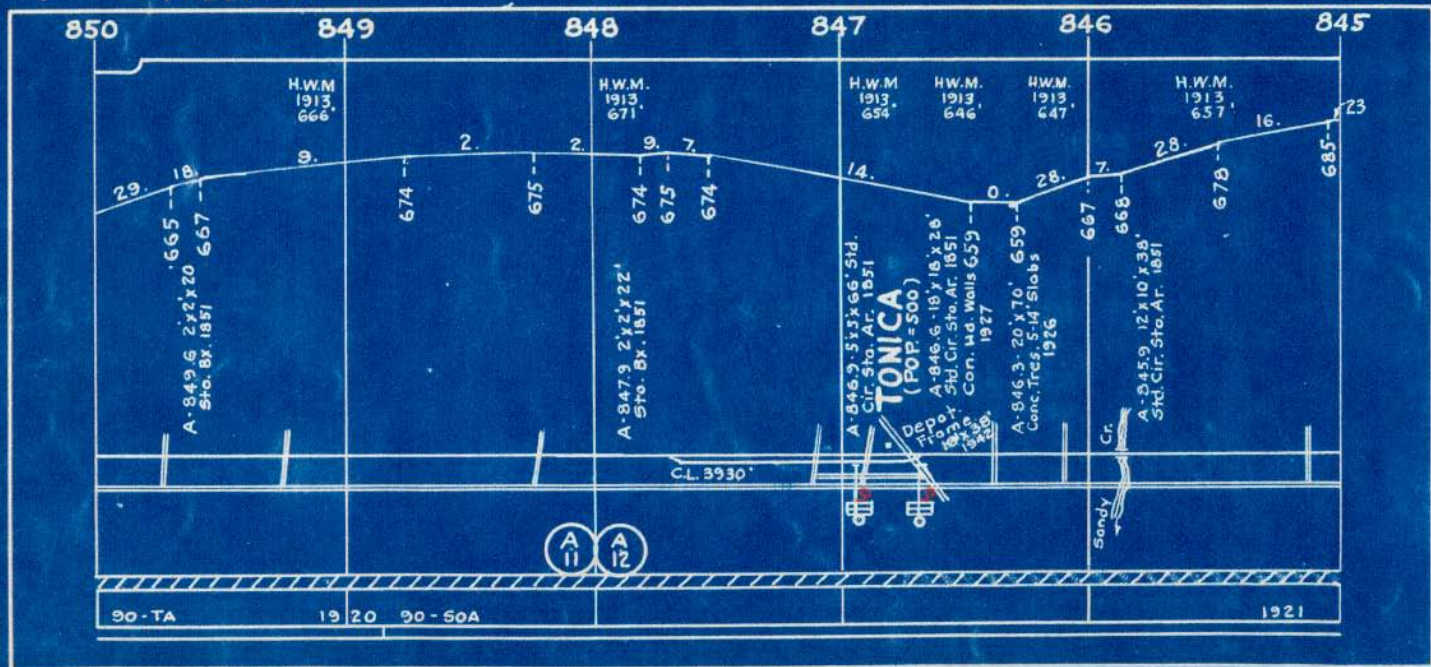 850 849 848 847 846 845
H.W.M.
1913
666'
H.W.M.
1913
671'
H.W.M
1913
654'
H.W.M.
1913
646'
H.W.M.
1913
647'
H.W.M.
1913
657'
29. 18. 9. 2. 2. 9. 7. 14. 0. 28. 7. 28. 16. 23
665 667 674 675 674 675 674 659 659 667 668 678 685
A-849.6 2'x2'x20
Sto. Bx. 1851
A-847.9 2'x2'x22'
Sto. Bx. 1851
A-846.9-5'x5'x66' Std.
Cir. Sto. Ar. 1851
TONICA
(POP.=500)
A-846.6-18'x18'x28'
Std. Cir. Sto. Ar. 1851
Con. Hd. Walls
1927
A-846.3-20'x70'
Conc. Tres. 5-14' Slabs
1926
A-845.9 12'x10'x38'
Std. Cir. Sto. Ar. 1851
Depot
Frame
1942
C.L. 3930'
Cr.
Sandy
A
11
A
12
90-TA 1920 90-SOA 1921